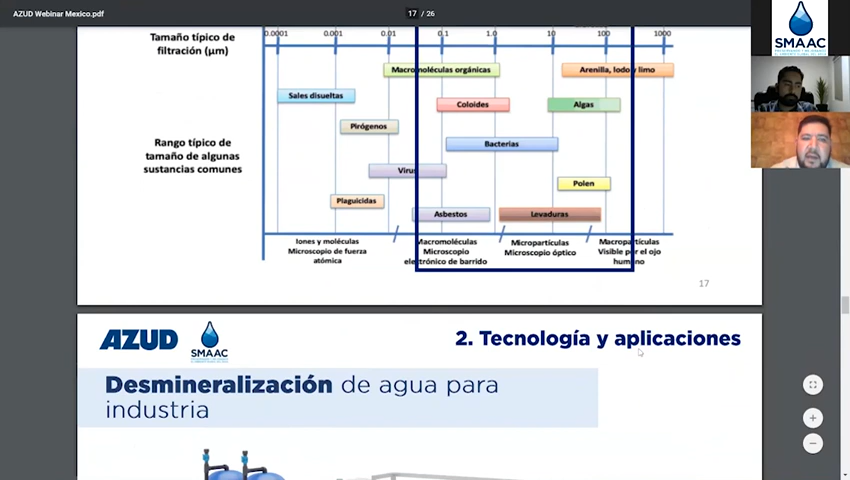 AZUD Webinar Mexico.pdf
17 / 26
SMAAC
Tamaño típico de
filtración (µm)
0.0001
0.001
0.01
0.1
1.0
10
100
1000
Macromoléculas orgánicas
Arenilla, lodo y limo
Sales disueltas
Coloides
Algas
Pirógenos
Rango típico de
tamaño de algunas
sustancias comunes
Bacterias
Virus
Polen
Plaguicidas
Asbestos
Levaduras
Iones y moléculas
Microscopio de fuerza
atómica
Macromoléculas
Microscopio
electrónico de barrido
Micropartículas
Microscopio óptico
Macropartículas
Visible por el ojo
humano
17
AZUD
SMAAC
2. Tecnología y aplicaciones
Desmineralización de agua para
industria